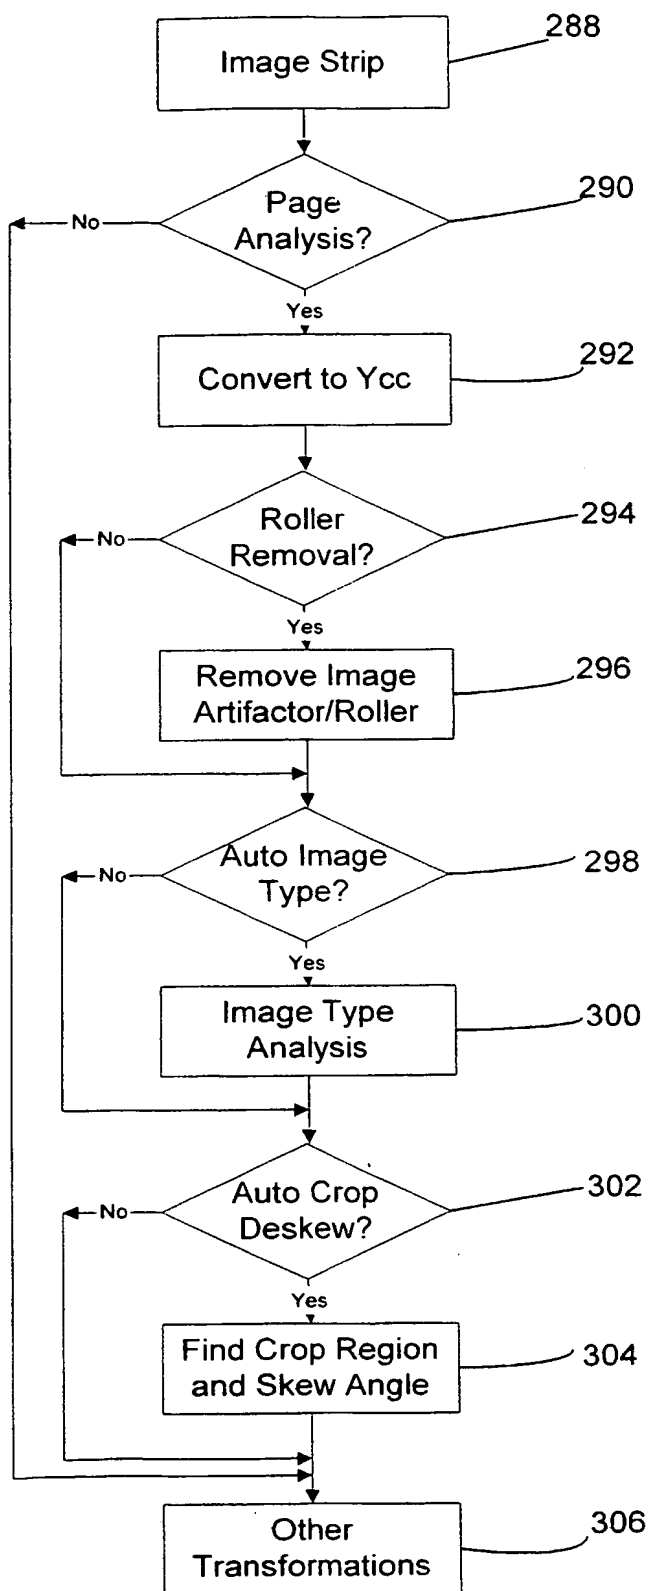 288
Image Strip
290
Page
Analysis?
No
Yes
292
Convert to Ycc
294
Roller
Removal?
No
Yes
296
Remove Image
Artifactor/Roller
298
Auto Image
Type?
No
Yes
300
Image Type
Analysis
302
Auto Crop
Deskew?
No
Yes
304
Find Crop Region
and Skew Angle
306
Other
Transformations